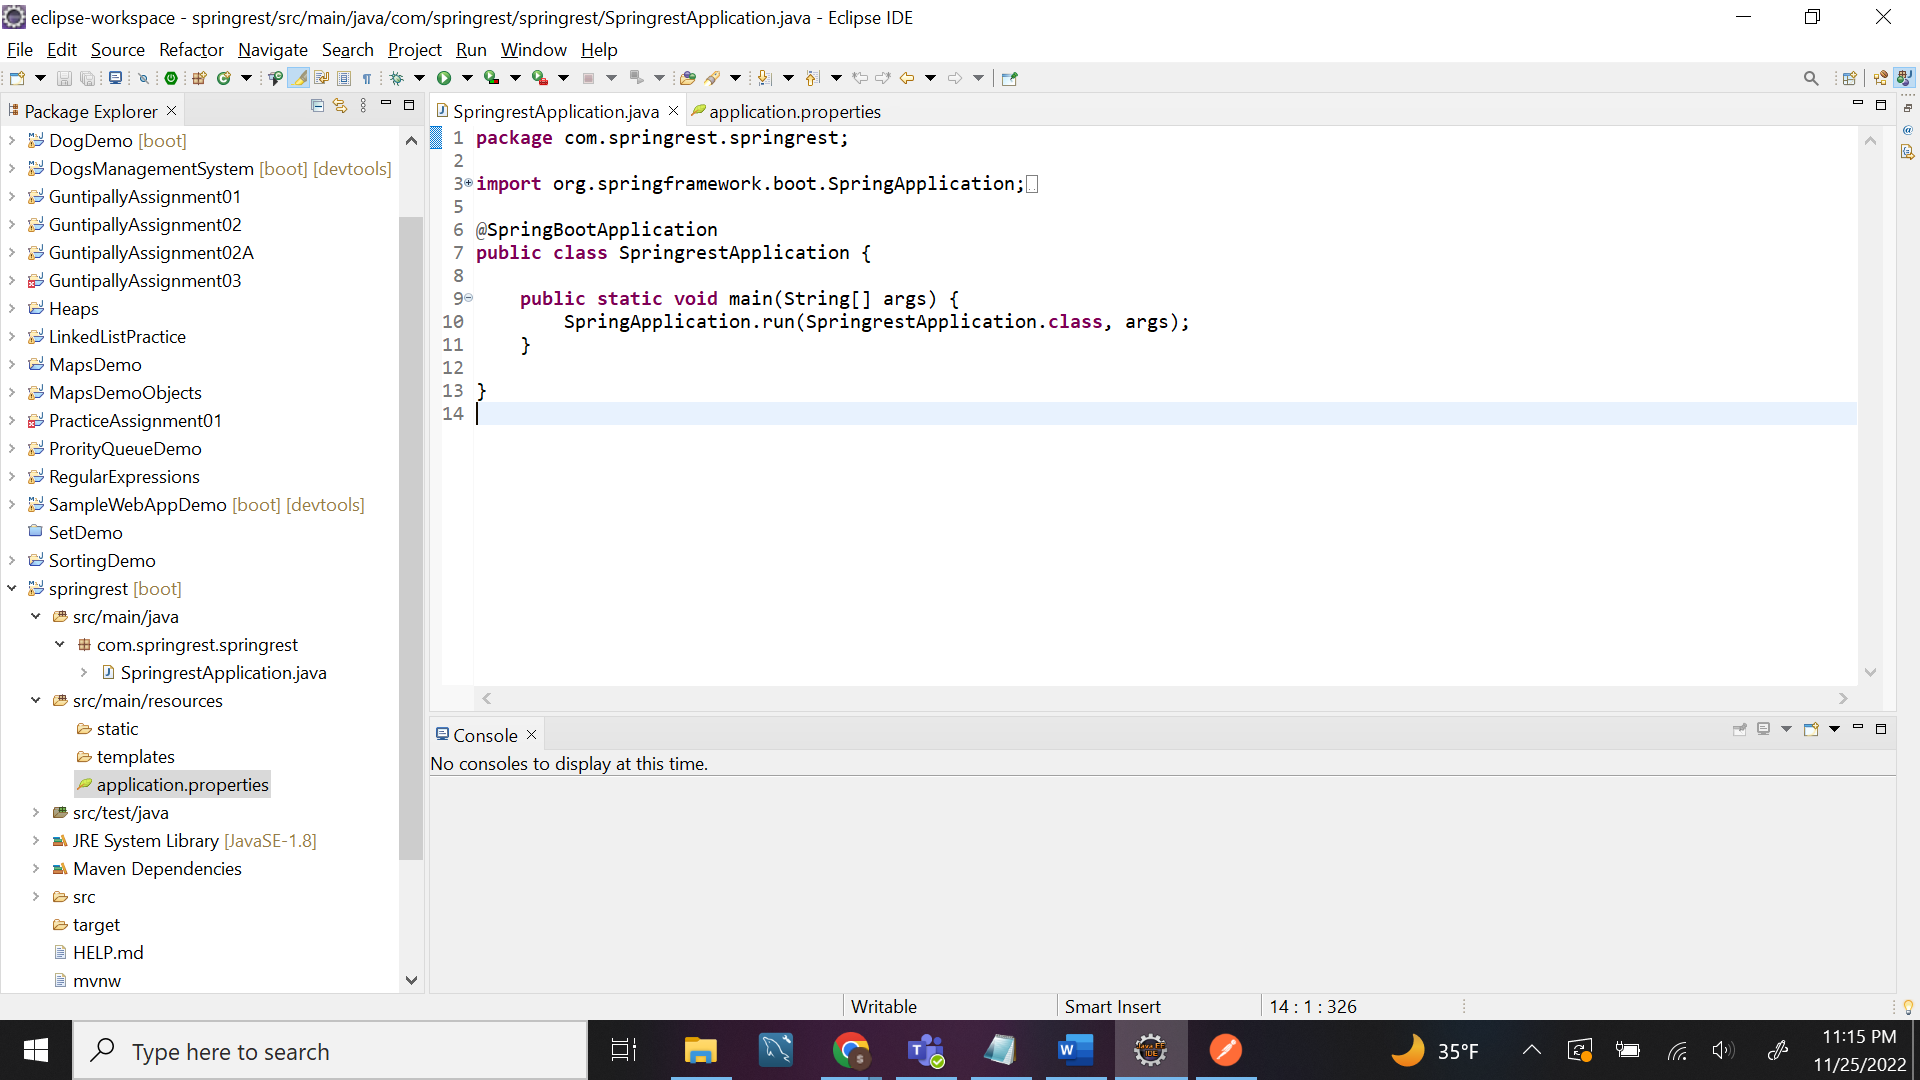 eclipse-workspace - springrest/src/main/java/com/springrest/springrest/SpringrestApplication.java - Eclipse IDE
File Edit Source Refactor Navigate Search Project Run Window Help
Package Explorer
DogDemo [boot]
DogsManagementSystem [boot] [devtools]
GuntipallyAssignment01
GuntipallyAssignment02
GuntipallyAssignment02A
GuntipallyAssignment03
Heaps
LinkedListPractice
MapsDemo
MapsDemoObjects
PracticeAssignment01
ProrityQueueDemo
RegularExpressions
SampleWebAppDemo [boot] [devtools]
SetDemo
SortingDemo
springrest [boot]
src/main/java
com.springrest.springrest
SpringrestApplication.java
src/main/resources
static
templates
application.properties
src/test/java
JRE System Library [JavaSE-1.8]
Maven Dependencies
src
target
HELP.md
mvnw
SpringrestApplication.java application.properties
1 package com.springrest.springrest;
2
3 import org.springframework.boot.SpringApplication;
5
6 @SpringBootApplication
7 public class SpringrestApplication {
8
9 public static void main(String[] args) {
10 SpringApplication.run(SpringrestApplication.class, args);
11 }
12
13 }
14
Console
No consoles to display at this time.
Writable Smart Insert 14 : 1 : 326
Type here to search
35°F
11:15 PM
11/25/2022